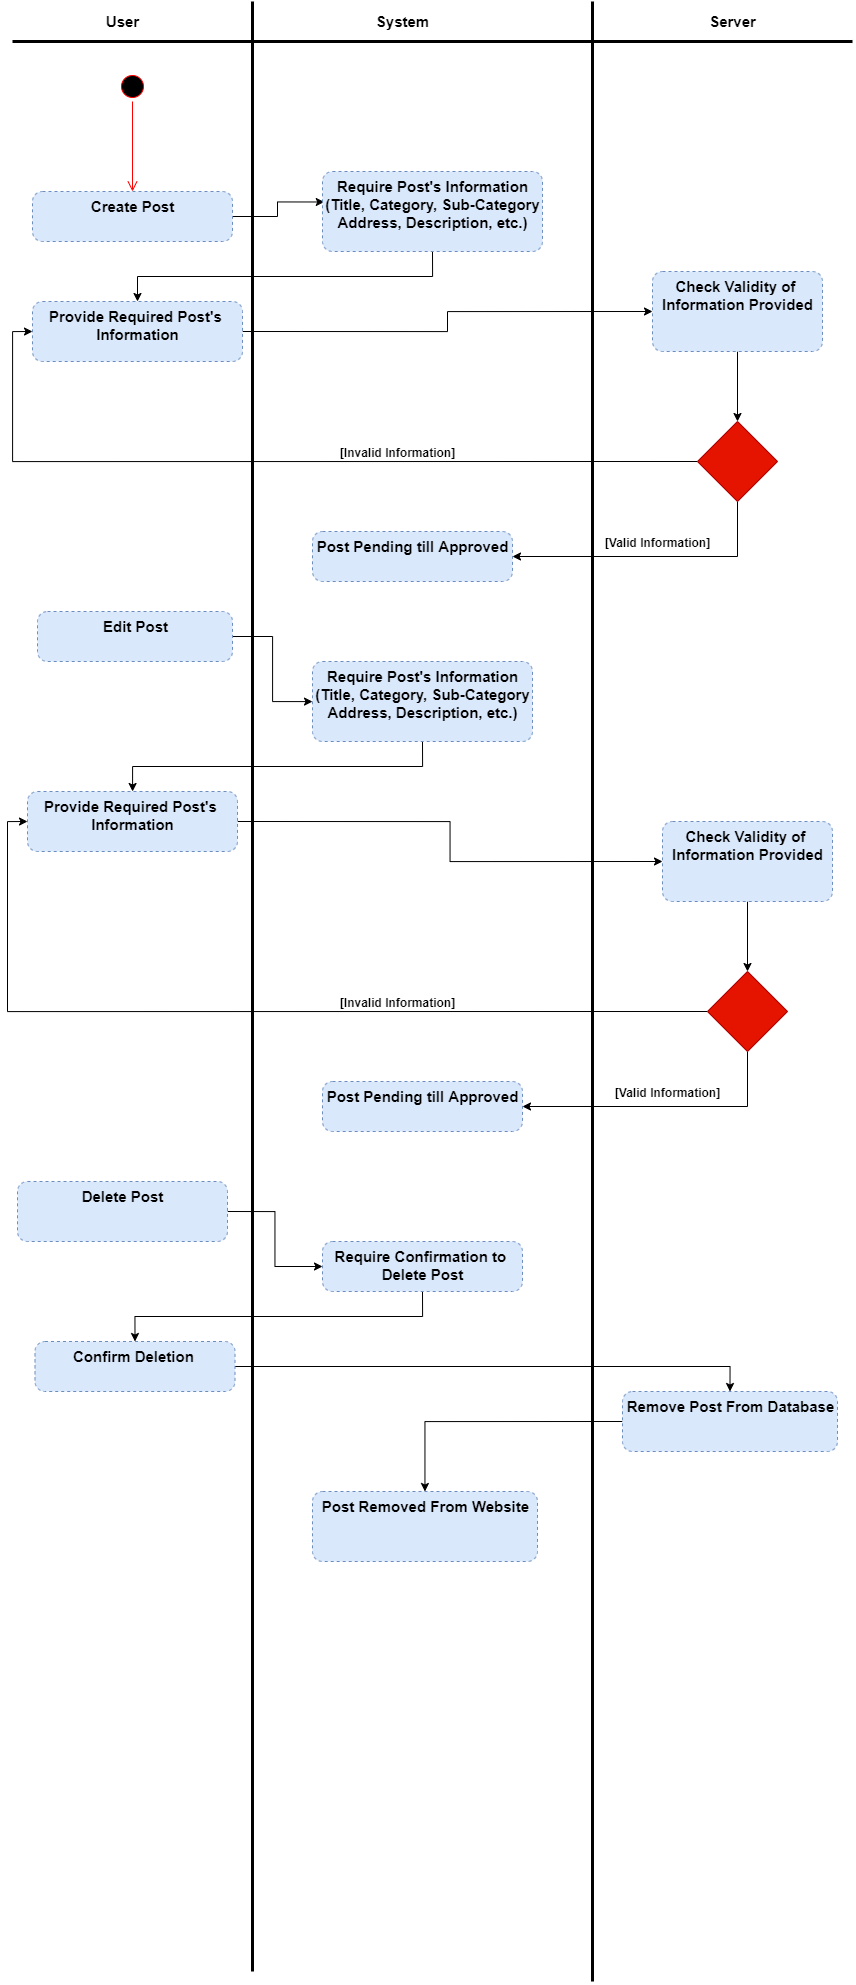 User
System
Server
Create Post
Require Post's Information
(Title, Category, Sub-Category
Address, Description, etc.)
Provide Required Post's
Information
Check Validity of
Information Provided
[Invalid Information]
[Valid Information]
Post Pending till Approved
Edit Post
Require Post's Information
(Title, Category, Sub-Category
Address, Description, etc.)
Provide Required Post's
Information
Check Validity of
Information Provided
[Invalid Information]
[Valid Information]
Post Pending till Approved
Delete Post
Require Confirmation to
Delete Post
Confirm Deletion
Remove Post From Database
Post Removed From Website